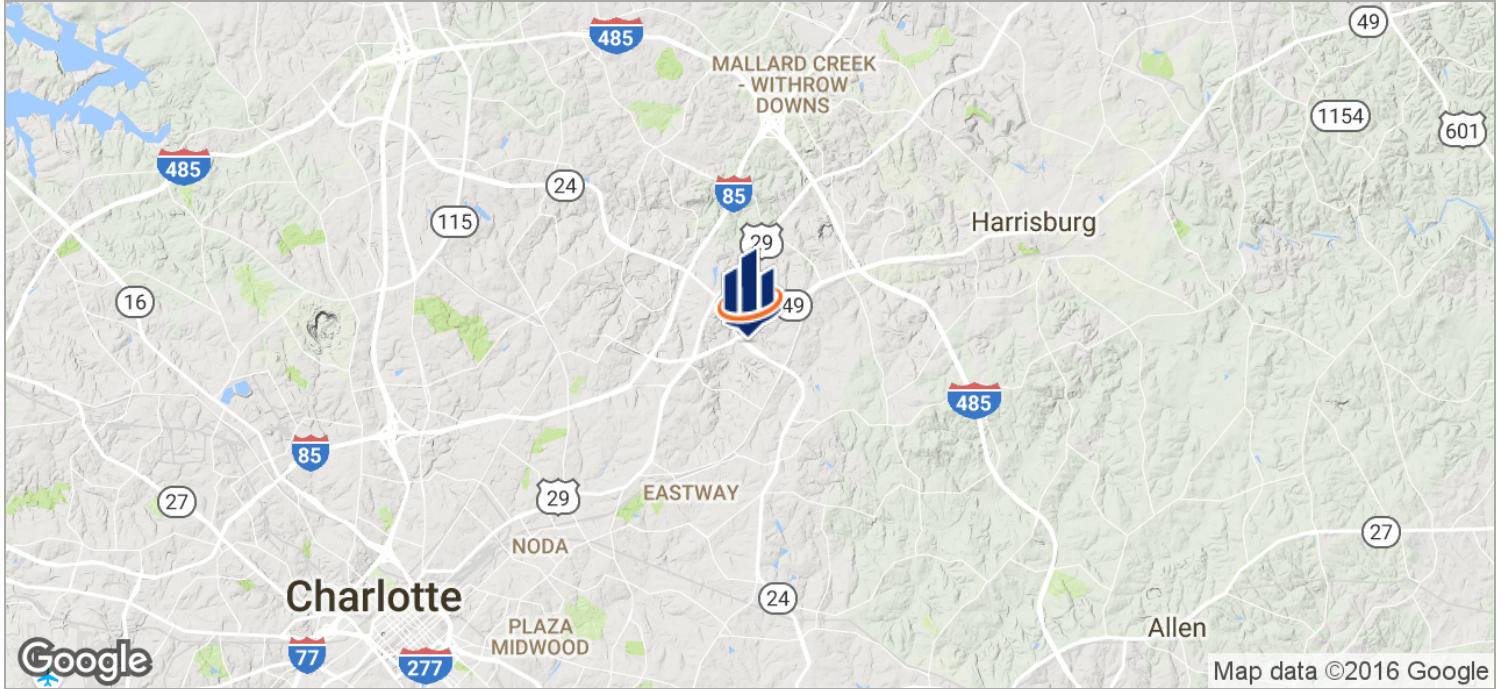 485
49
MALLARD CREEK
- WITHROW
DOWNS
1154
601
485
24
85
115
Harrisburg
29
16
49
485
85
27
29
EASTWAY
27
NODA
Charlotte
24
PLAZA
MIDWOOD
Allen
77
277
Google
Map data ©2016 Google